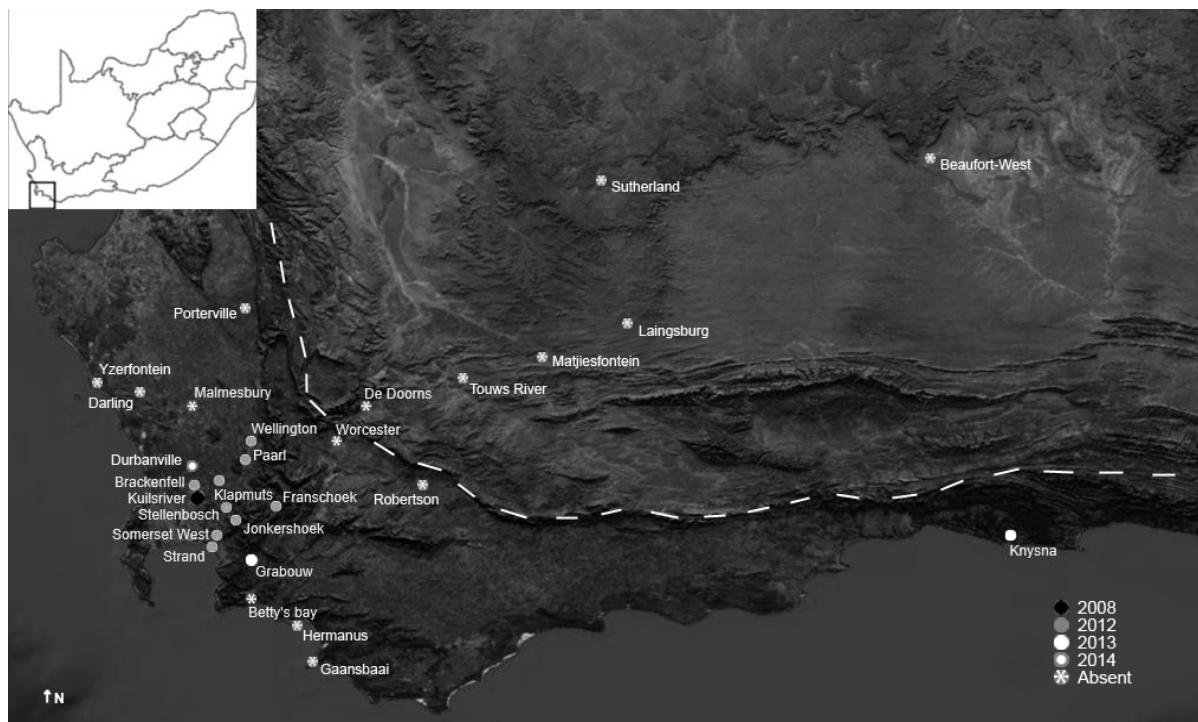 Beaufort-West
Sutherland
Porterville
Laingsburg
Matjiesfontein
Yzerfontein
Touws River
Darling
Malmesbury
De Doorns
Wellington
Worcester
Paarl
Durbanville
Brackenfell
Robertson
Kuilsriver
Klapmuts
Franschoek
Stellenbosch
Jonkershoek
Somerset West
Strand
Knysna
Grabouw
Betty's bay
Hermanus
Gaansbaai
2008
2012
2013
2014
Absent
N